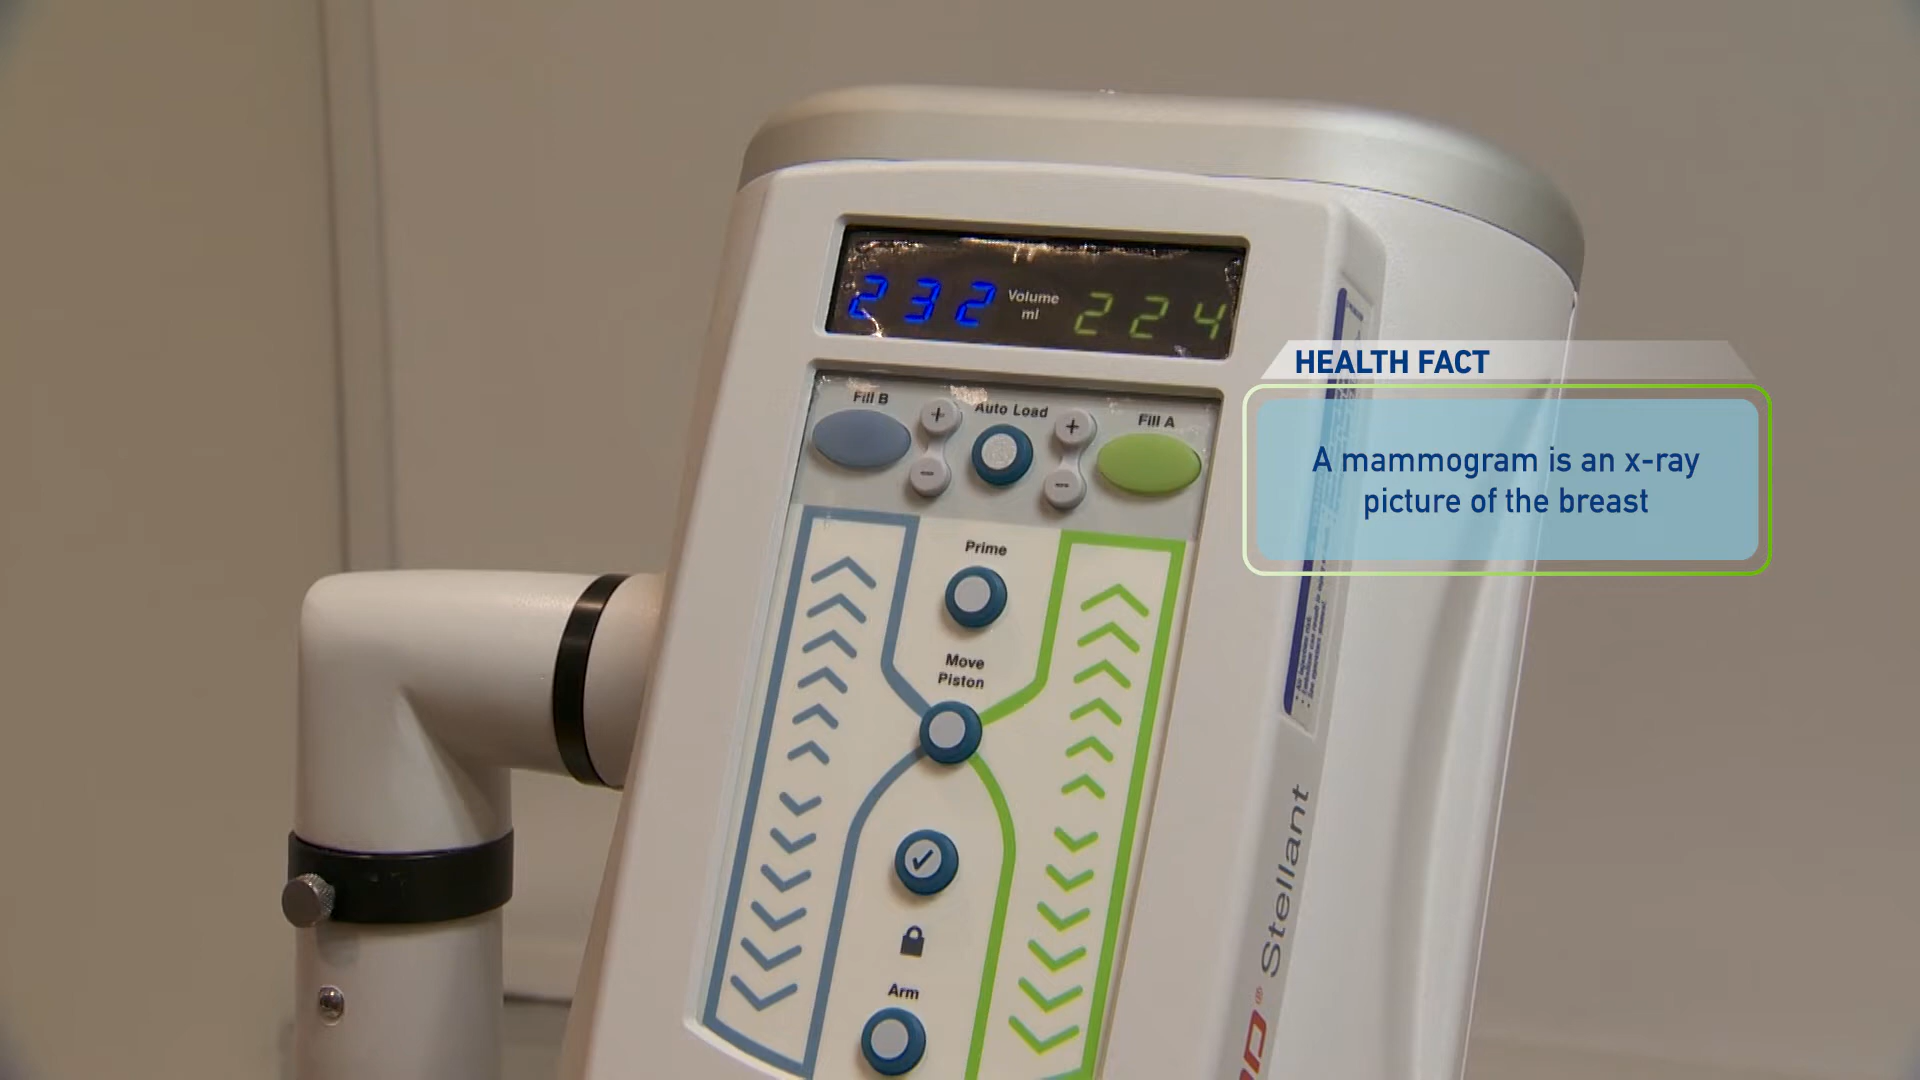 232 Volume ml 224
HEALTH FACT
A mammogram is an x-ray
picture of the breast
Fill B
+
Auto Load
+
Fill A
-
-
Prime
Move
Piston
Arm
Stellant
®